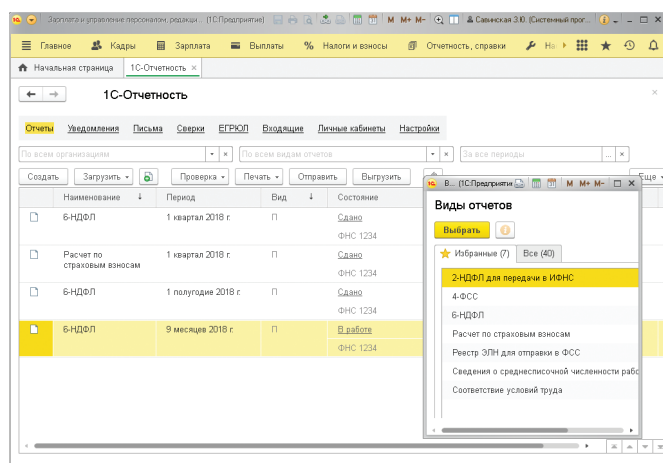 Зарплата и управление персоналом, редакци... (1С:Предприятие) M M+ M- Савинская З.Ю. (Системный прог...
Главное Кадры Зарплата Выплаты % Налоги и взносы Отчетность, справки
Начальная страница 1С-Отчетность ×
1С-Отчетность
Отчеты Уведомления Письма Сверки ЕГРЮЛ Входящие Личные кабинеты Настройки
По всем организациям По всем видам отчетов За все периоды ...
Создать Загрузить Проверка Печать Отправить Выгрузить Еще
Наименование ↓ Период Вид ↓ Состояние
6-НДФЛ 1 квартал 2018 г. П Сдано
ФНС 1234
Расчет по страховым взносам 1 квартал 2018 г. П Сдано
ФНС 1234
6-НДФЛ 1 полугодие 2018 г. П Сдано
ФНС 1234
6-НДФЛ 9 месяцев 2018 г. П В работе
ФНС 1234
В... (1С:Предприятие) M M+ M-
Виды отчетов
Выбрать
Избранные (7) Все (40)
2-НДФЛ для передачи в ИФНС
4-ФСС
6-НДФЛ
Расчет по страховым взносам
Реестр ЭЛН для отправки в ФСС
Сведения о среднесписочной численности рабо
Соответствие условий труда